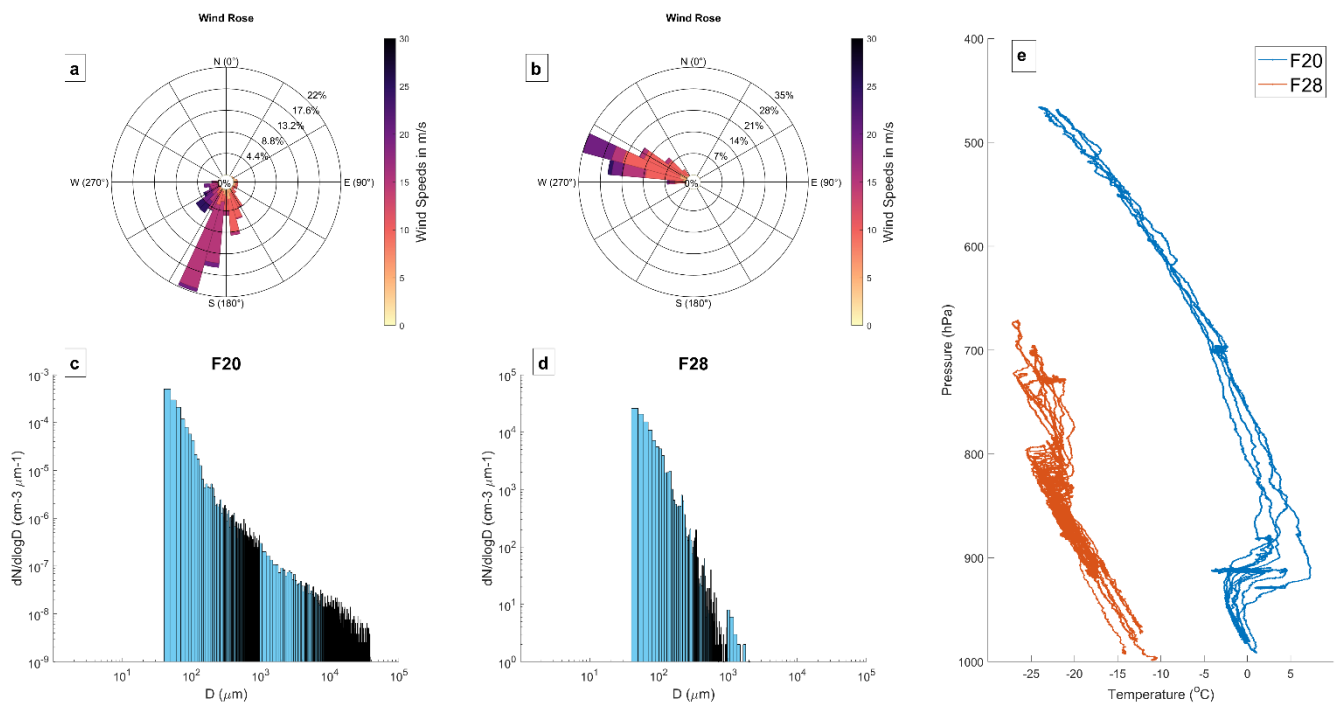 Wind Rose
a
N (0°)
22%
17.6%
13.2%
8.8%
4.4%
0%
W (270°)
E (90°)
S (180°)
30
25
20
15
10
5
0
Wind Speeds in m/s
Wind Rose
b
N (0°)
35%
28%
21%
14%
7%
0%
W (270°)
E (90°)
S (180°)
30
25
20
15
10
5
0
Wind Speeds in m/s
c
F20
10⁻³
10⁻⁴
10⁻⁵
10⁻⁶
10⁻⁷
10⁻⁸
10⁻⁹
dN/dlogD (cm-3 μm-1)
10¹ 10² 10³ 10⁴ 10⁵
D (μm)
d
F28
10⁵
10⁴
10³
10²
10¹
10⁰
dN/dlogD (cm-3 μm-1)
10¹ 10² 10³ 10⁴ 10⁵
D (μm)
e
F20
F28
400
500
600
700
800
900
1000
Pressure (hPa)
-25 -20 -15 -10 -5 0 5
Temperature (°C)